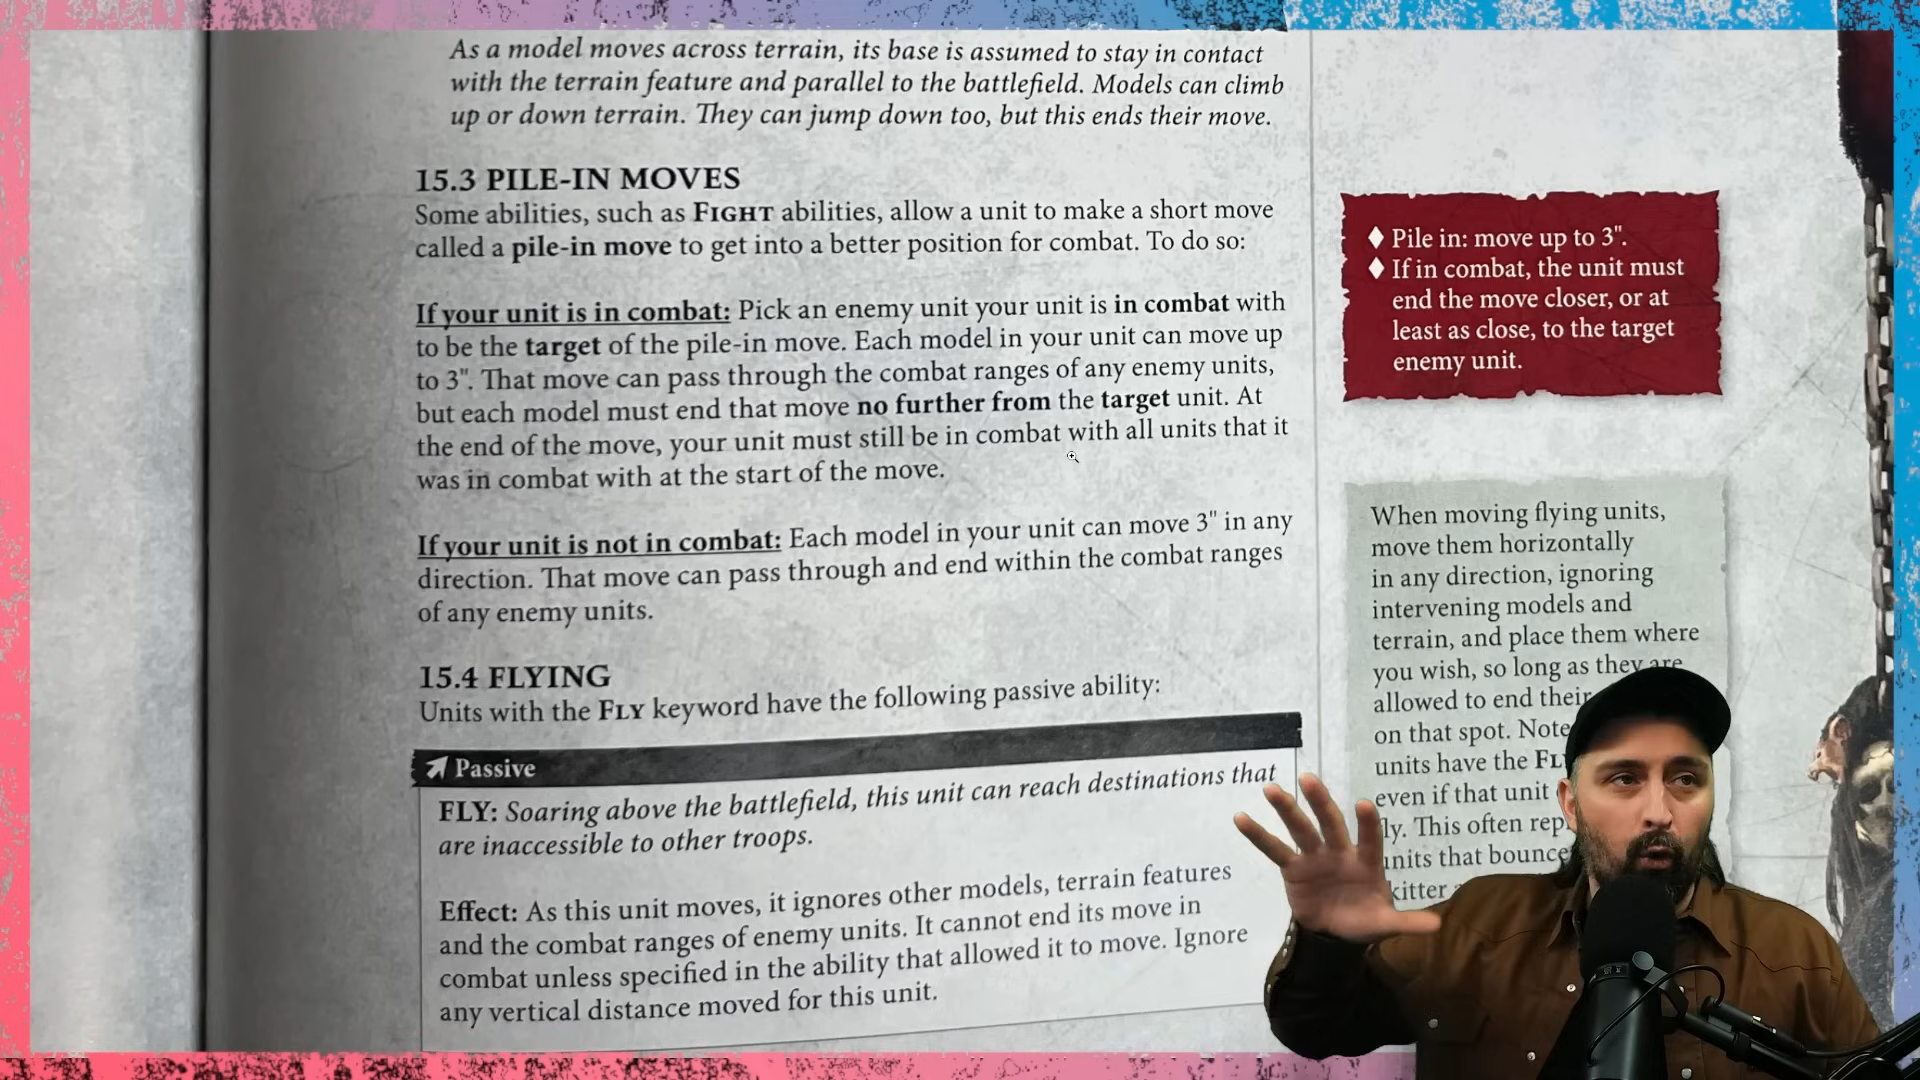 As a model moves across terrain, its base is assumed to stay in contact
with the terrain feature and parallel to the battlefield. Models can climb
up or down terrain. They can jump down too, but this ends their move.
15.3 PILE-IN MOVES
Some abilities, such as FIGHT abilities, allow a unit to make a short move
called a pile-in move to get into a better position for combat. To do so:
If your unit is in combat: Pick an enemy unit your unit is in combat with
to be the target of the pile-in move. Each model in your unit can move up
to 3". That move can pass through the combat ranges of any enemy units,
but each model must end that move no further from the target unit. At
the end of the move, your unit must still be in combat with all units that it
was in combat with at the start of the move.
If your unit is not in combat: Each model in your unit can move 3" in any
direction. That move can pass through and end within the combat ranges
of any enemy units.
15.4 FLYING
Units with the FLY keyword have the following passive ability:
Passive
FLY: Soaring above the battlefield, this unit can reach destinations that
are inaccessible to other troops.
Effect: As this unit moves, it ignores other models, terrain features
and the combat ranges of enemy units. It cannot end its move in
combat unless specified in the ability that allowed it to move. Ignore
any vertical distance moved for this unit.
♦ Pile in: move up to 3".
♦ If in combat, the unit must
end the move closer, or at
least as close, to the target
enemy unit.
When moving flying units,
move them horizontally
in any direction, ignoring
intervening models and
terrain, and place them where
you wish, so long as they are
allowed to end their
on that spot. Note
units have the
even if that unit
This often
that bounce